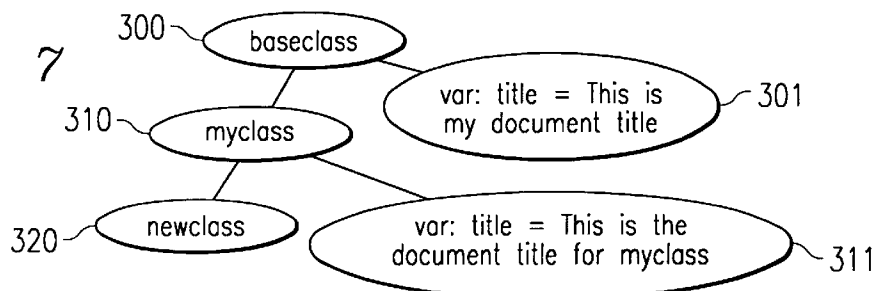 300
baseclass
7
var: title = This is
my document title
301
310
myclass
320
newclass
var: title = This is the
document title for myclass
311